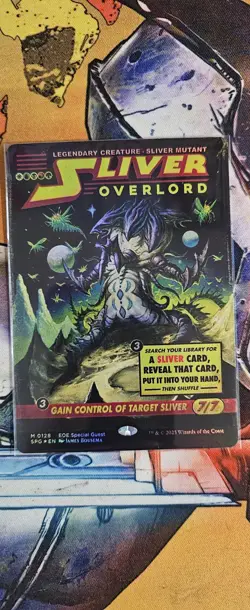 LEGENDARY CREATURE · SLIVER MUTANT
SLIVER
OVERLORD
3
SEARCH YOUR LIBRARY FOR
A SLIVER CARD,
REVEAL THAT CARD,
PUT IT INTO YOUR HAND,
THEN SHUFFLE
3
GAIN CONTROL OF TARGET SLIVER 7/7
M 0128 EOE Special Guest
SPG EN JAMES BOUSEMA
™ & © 2025 Wizards of the Coast